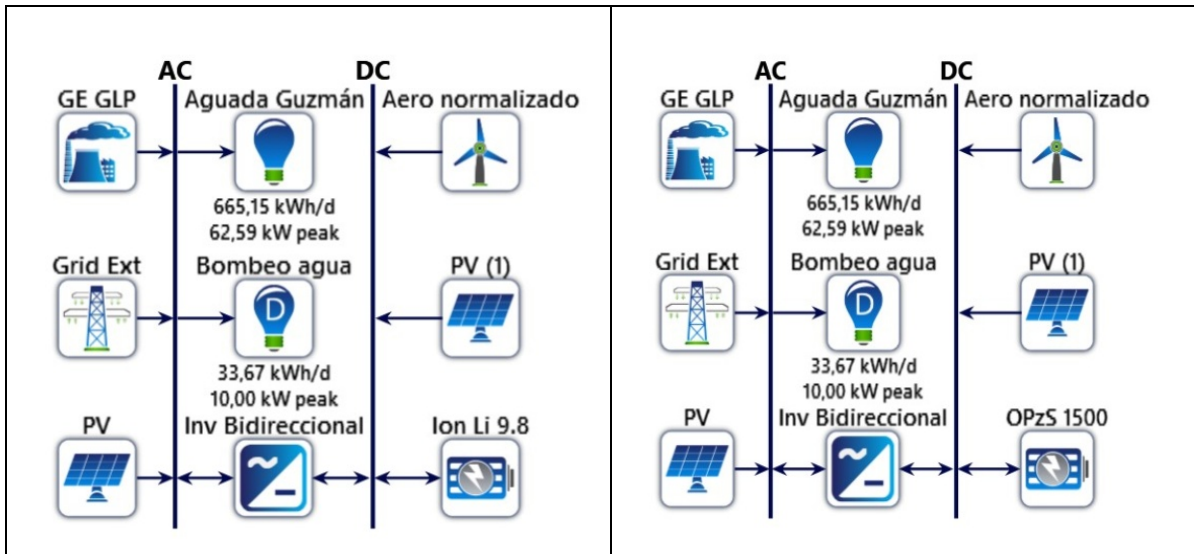 AC DC
GE GLP Aguada Guzmán Aero normalizado
665,15 kWh/d
62,59 kW peak
Grid Ext Bombeo agua PV (1)
D
33,67 kWh/d
10,00 kW peak
PV Inv Bidireccional Ion Li 9.8
AC DC
GE GLP Aguada Guzmán Aero normalizado
665,15 kWh/d
62,59 kW peak
Grid Ext Bombeo agua PV (1)
D
33,67 kWh/d
10,00 kW peak
PV Inv Bidireccional OPzS 1500